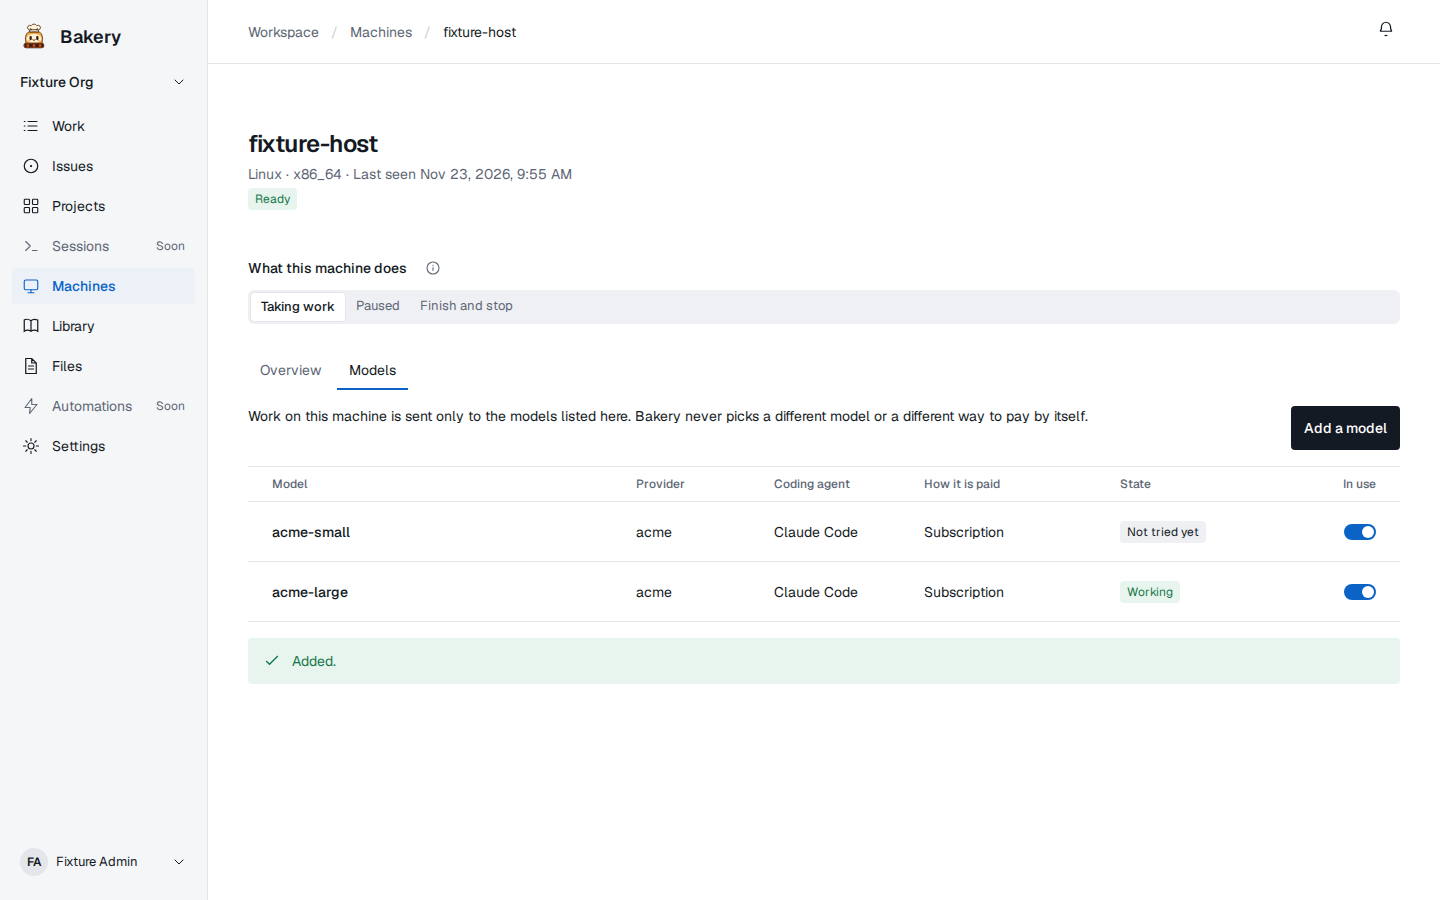 Bakery
Fixture Org
Work
Issues
Projects
Sessions Soon
Machines
Library
Files
Automations Soon
Settings
FA Fixture Admin
Workspace / Machines / fixture-host
fixture-host
Linux · x86_64 · Last seen Nov 23, 2026, 9:55 AM
Ready
What this machine does
Taking work Paused Finish and stop
Overview Models
Work on this machine is sent only to the models listed here. Bakery never picks a different model or a different way to pay by itself.
Add a model
Model Provider Coding agent How it is paid State In use
acme-small acme Claude Code Subscription Not tried yet
acme-large acme Claude Code Subscription Working
Added.